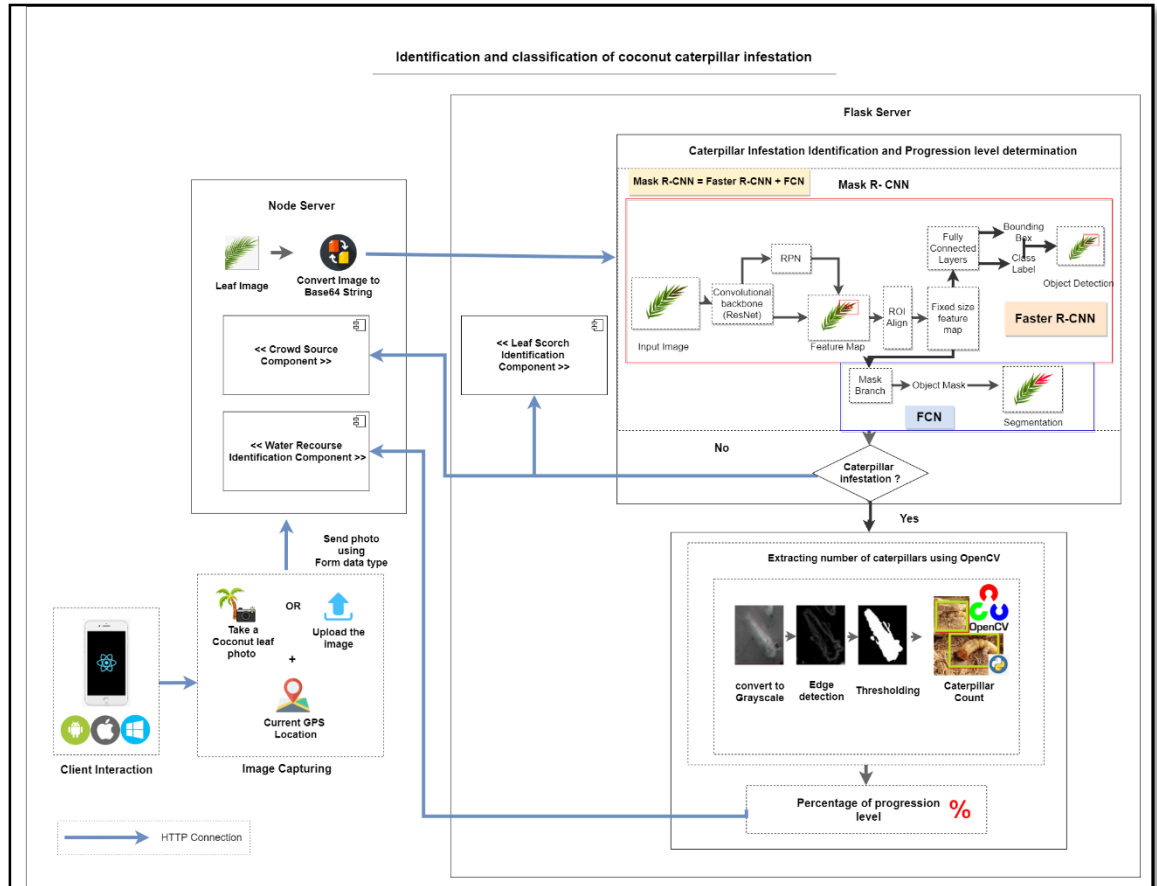 Identification and classification of coconut caterpillar infestation
Flask Server
Caterpillar Infestation Identification and Progression level determination
Mask R-CNN = Faster R-CNN + FCN
Mask R- CNN
Node Server
Leaf Image
Convert Image to
Base64 String
<< Crowd Source
Component >>
<< Water Recourse
Identification Component >>
<< Leaf Scorch
Identification
Component >>
Input Image
Convolutional
backbone
(ResNet)
RPN
Feature Map
ROI
Align
Fixed size
feature
map
Fully
Connected
Layers
Bounding
Box
Class
Label
Object Detection
Faster R-CNN
Mask
Branch
Object Mask
Segmentation
FCN
No
Caterpillar
infestation ?
Yes
Send photo
using
Form data type
Take a
Coconut leaf
photo
OR
Upload the
image
+
Current GPS
Location
Client Interaction
Image Capturing
Extracting number of caterpillars using OpenCV
convert to
Grayscale
Edge
detection
Thresholding
OpenCV
Caterpillar
Count
Percentage of progression
level
%
HTTP Connection